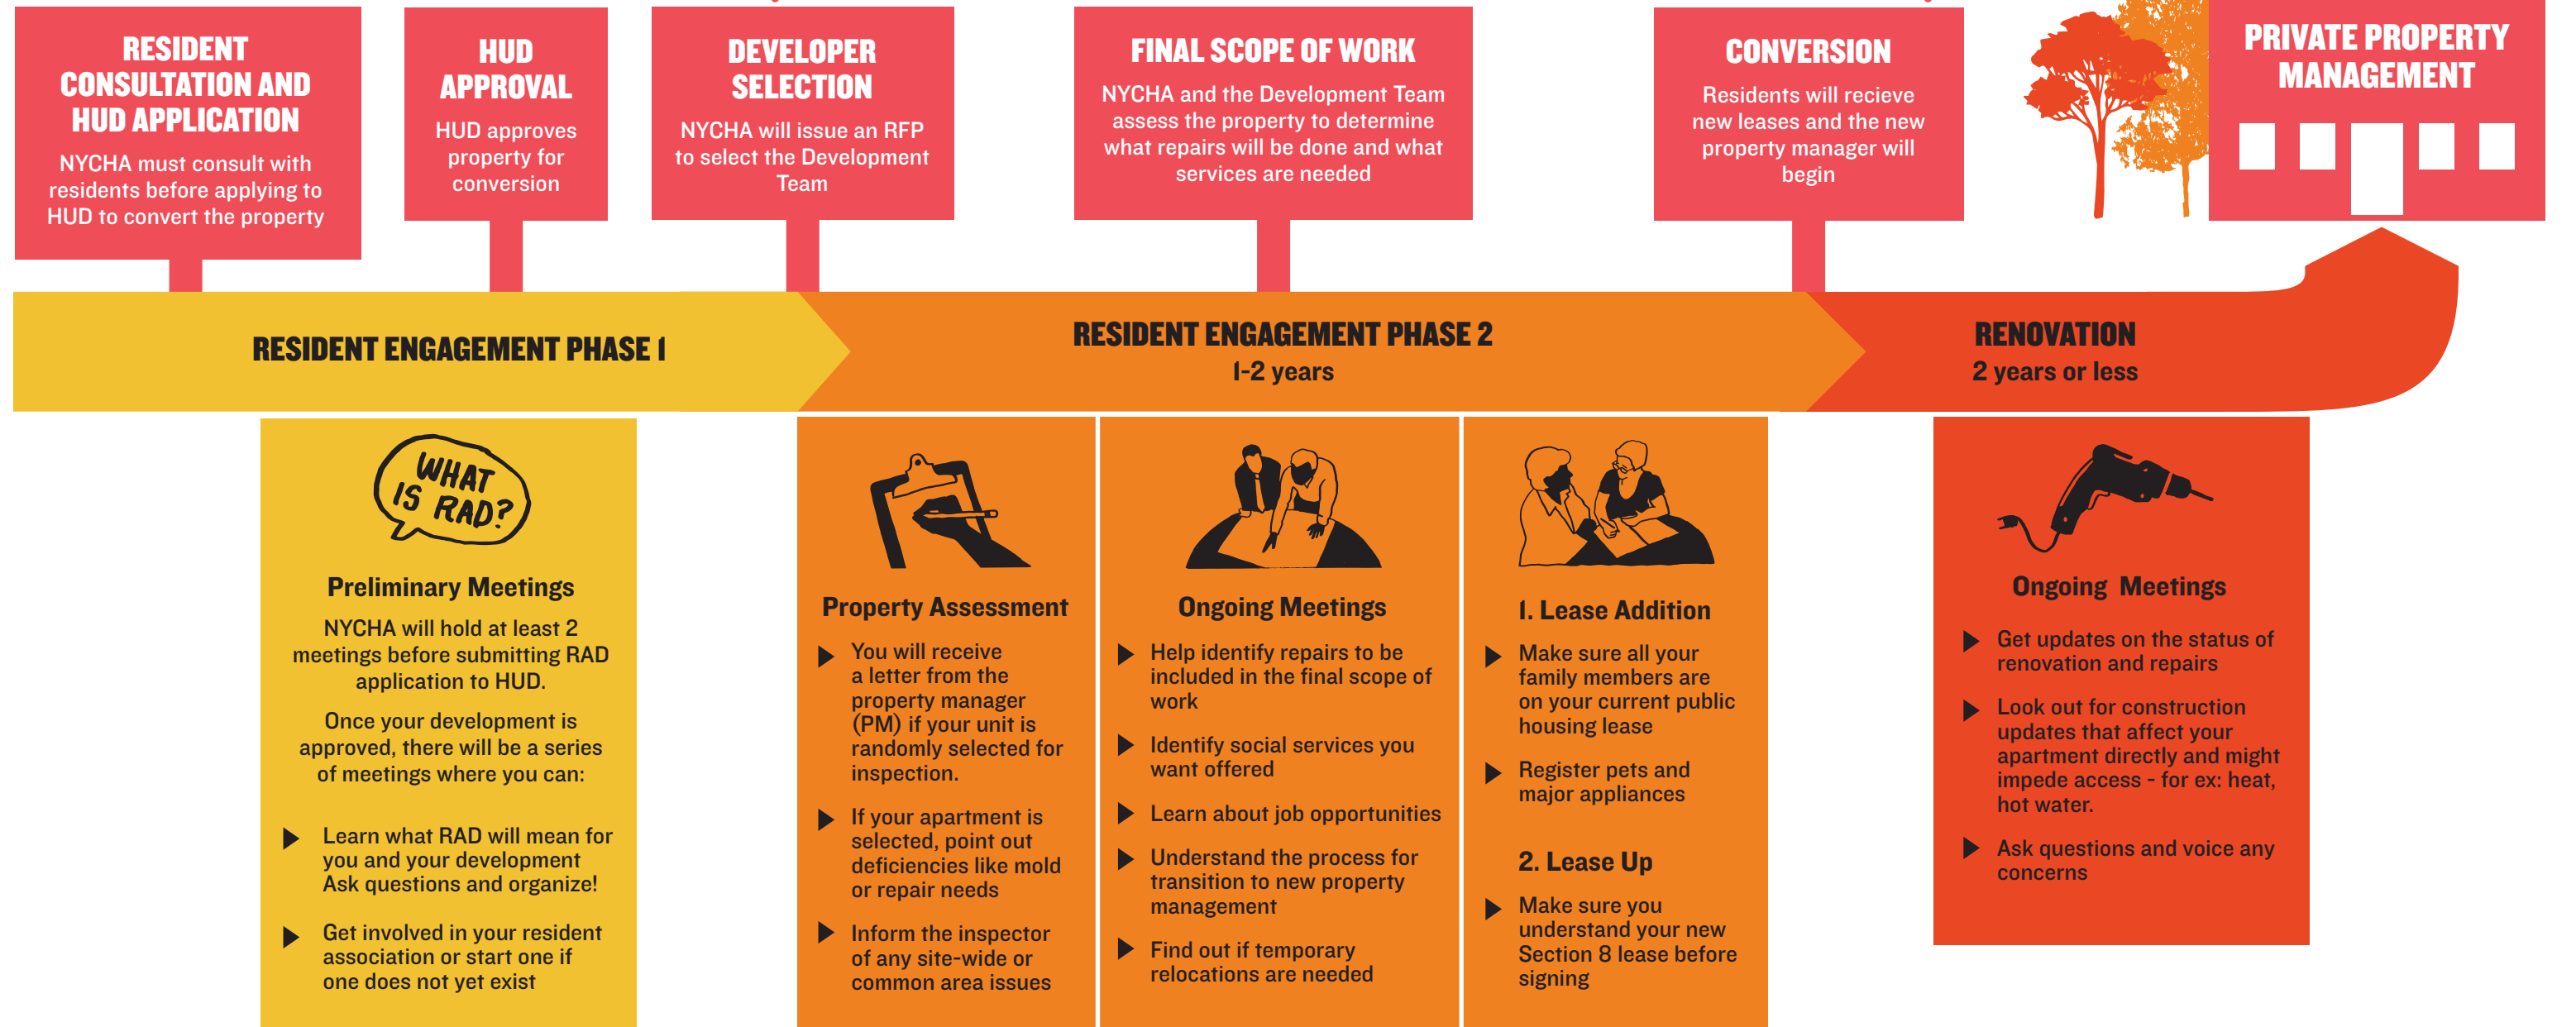 RESIDENT
CONSULTATION AND
HUD APPLICATION
NYCHA must consult with
residents before applying to
HUD to convert the property
HUD
APPROVAL
HUD approves
property for
conversion
DEVELOPER
SELECTION
NYCHA will issue an RFP
to select the Development
Team
FINAL SCOPE OF WORK
NYCHA and the Development Team
assess the property to determine
what repairs will be done and what
services are needed
CONVERSION
Residents will recieve
new leases and the new
property manager will
begin
PRIVATE PROPERTY
MANAGEMENT
RESIDENT ENGAGEMENT PHASE 1
RESIDENT ENGAGEMENT PHASE 2
1-2 years
RENOVATION
2 years or less
WHAT
IS RAD?
Preliminary Meetings
NYCHA will hold at least 2
meetings before submitting RAD
application to HUD.
Once your development is
approved, there will be a series
of meetings where you can:
Learn what RAD will mean for
you and your development
Ask questions and organize!
Get involved in your resident
association or start one if
one does not yet exist
Property Assessment
You will receive
a letter from the
property manager
(PM) if your unit is
randomly selected for
inspection.
If your apartment is
selected, point out
deficiencies like mold
or repair needs
Inform the inspector
of any site-wide or
common area issues
Ongoing Meetings
Help identify repairs to be
included in the final scope of
work
Identify social services you
want offered
Learn about job opportunities
Understand the process for
transition to new property
management
Find out if temporary
relocations are needed
1. Lease Addition
Make sure all your
family members are
on your current public
housing lease
Register pets and
major appliances
2. Lease Up
Make sure you
understand your new
Section 8 lease before
signing
Ongoing Meetings
Get updates on the status of
renovation and repairs
Look out for construction
updates that affect your
apartment directly and might
impede access - for ex: heat,
hot water.
Ask questions and voice any
concerns